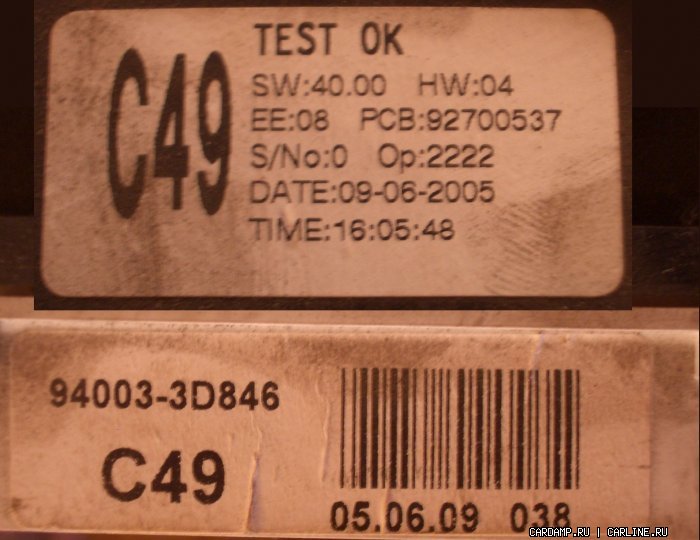 C49
TEST OK
SW:40.00 HW:04
EE:08 PCB:92700537
S/No:0 Op:2222
DATE:09-06-2005
TIME:16:05:48
94003-3D846
C49
05.06.09 038
CARDAMP.RU | CARLINE.RU